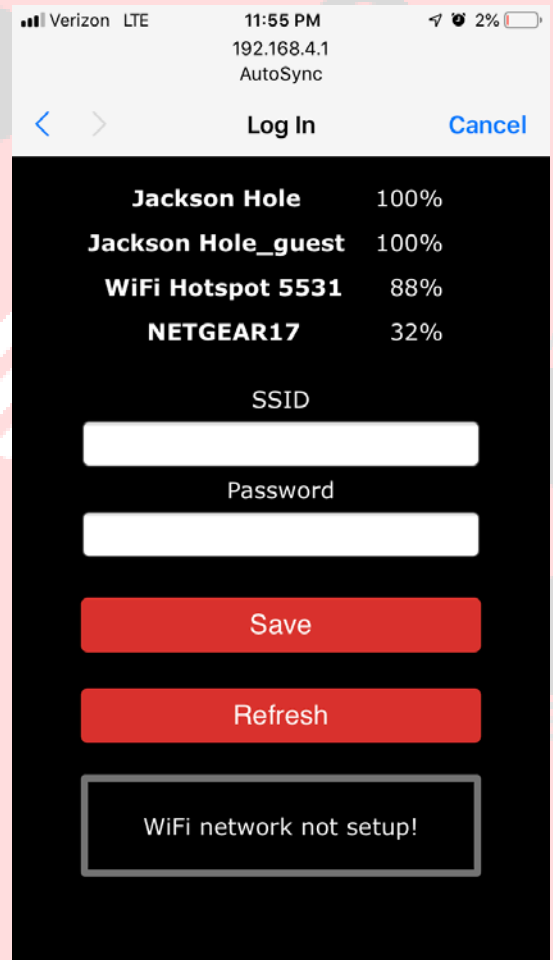 Verizon LTE 11:55 PM 2%
192.168.4.1
AutoSync
Log In Cancel
Jackson Hole 100%
Jackson Hole_guest 100%
WiFi Hotspot 5531 88%
NETGEAR17 32%
SSID
Password
Save
Refresh
WiFi network not setup!